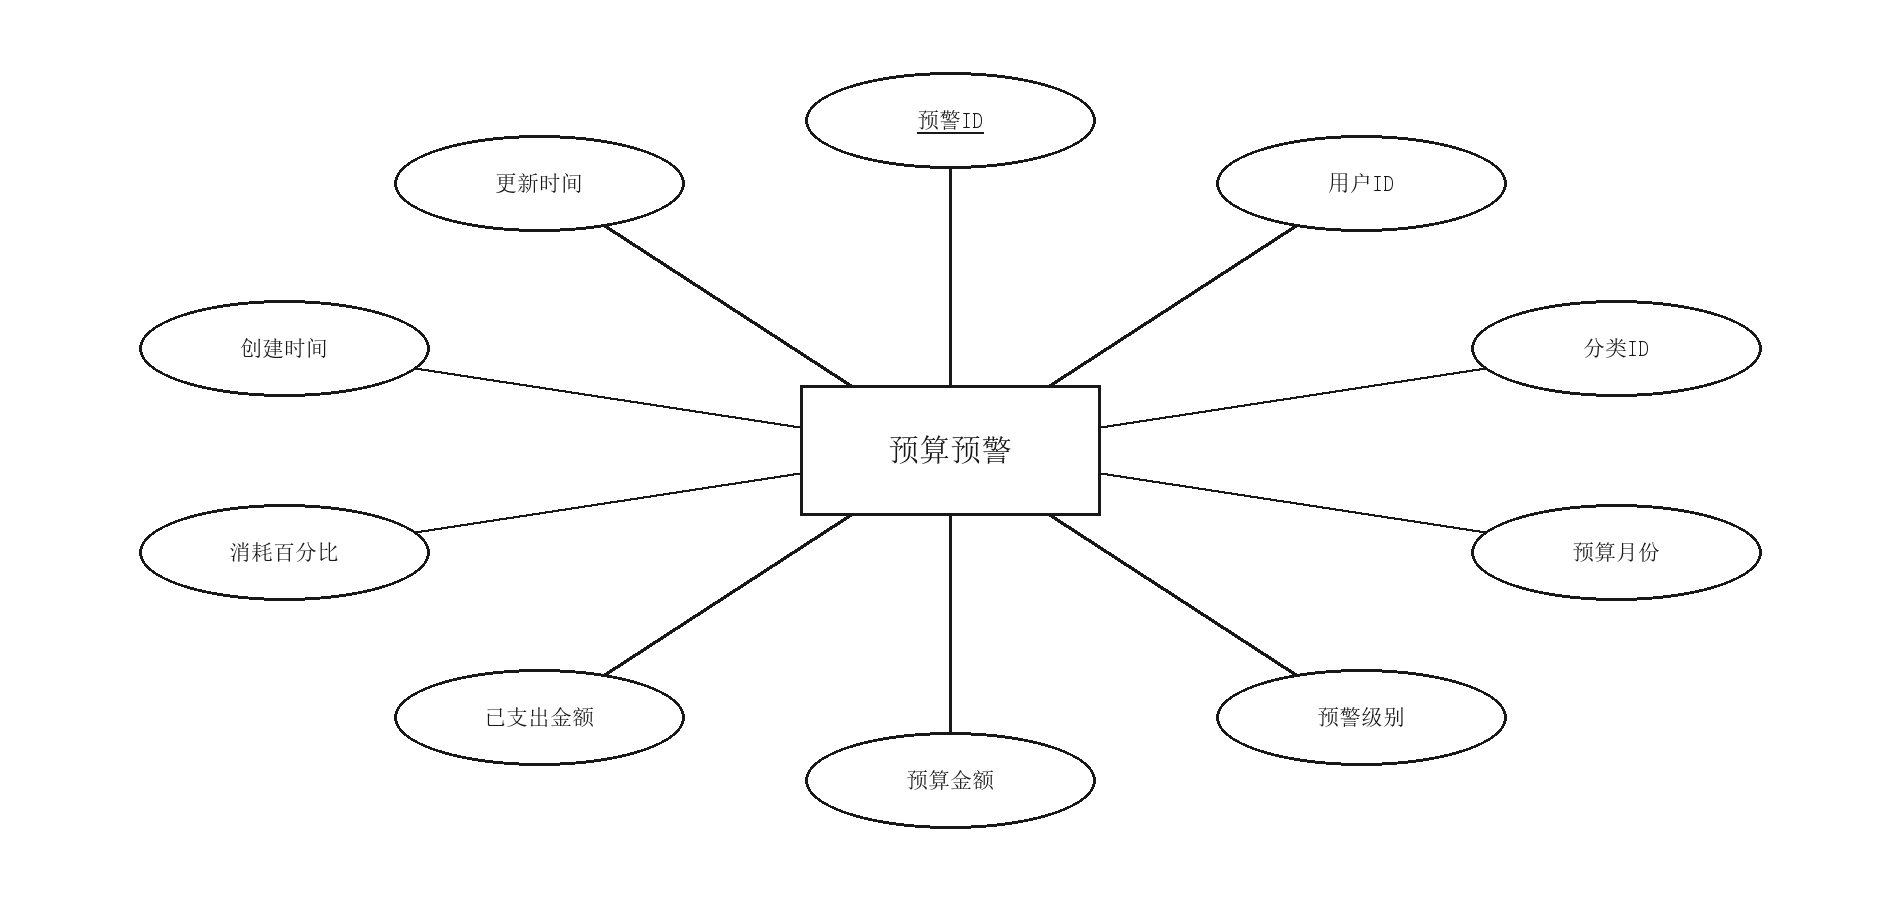 预警ID
更新时间
用户ID
创建时间
分类ID
预算预警
消耗百分比
预算月份
已支出金额
预警级别
预算金额